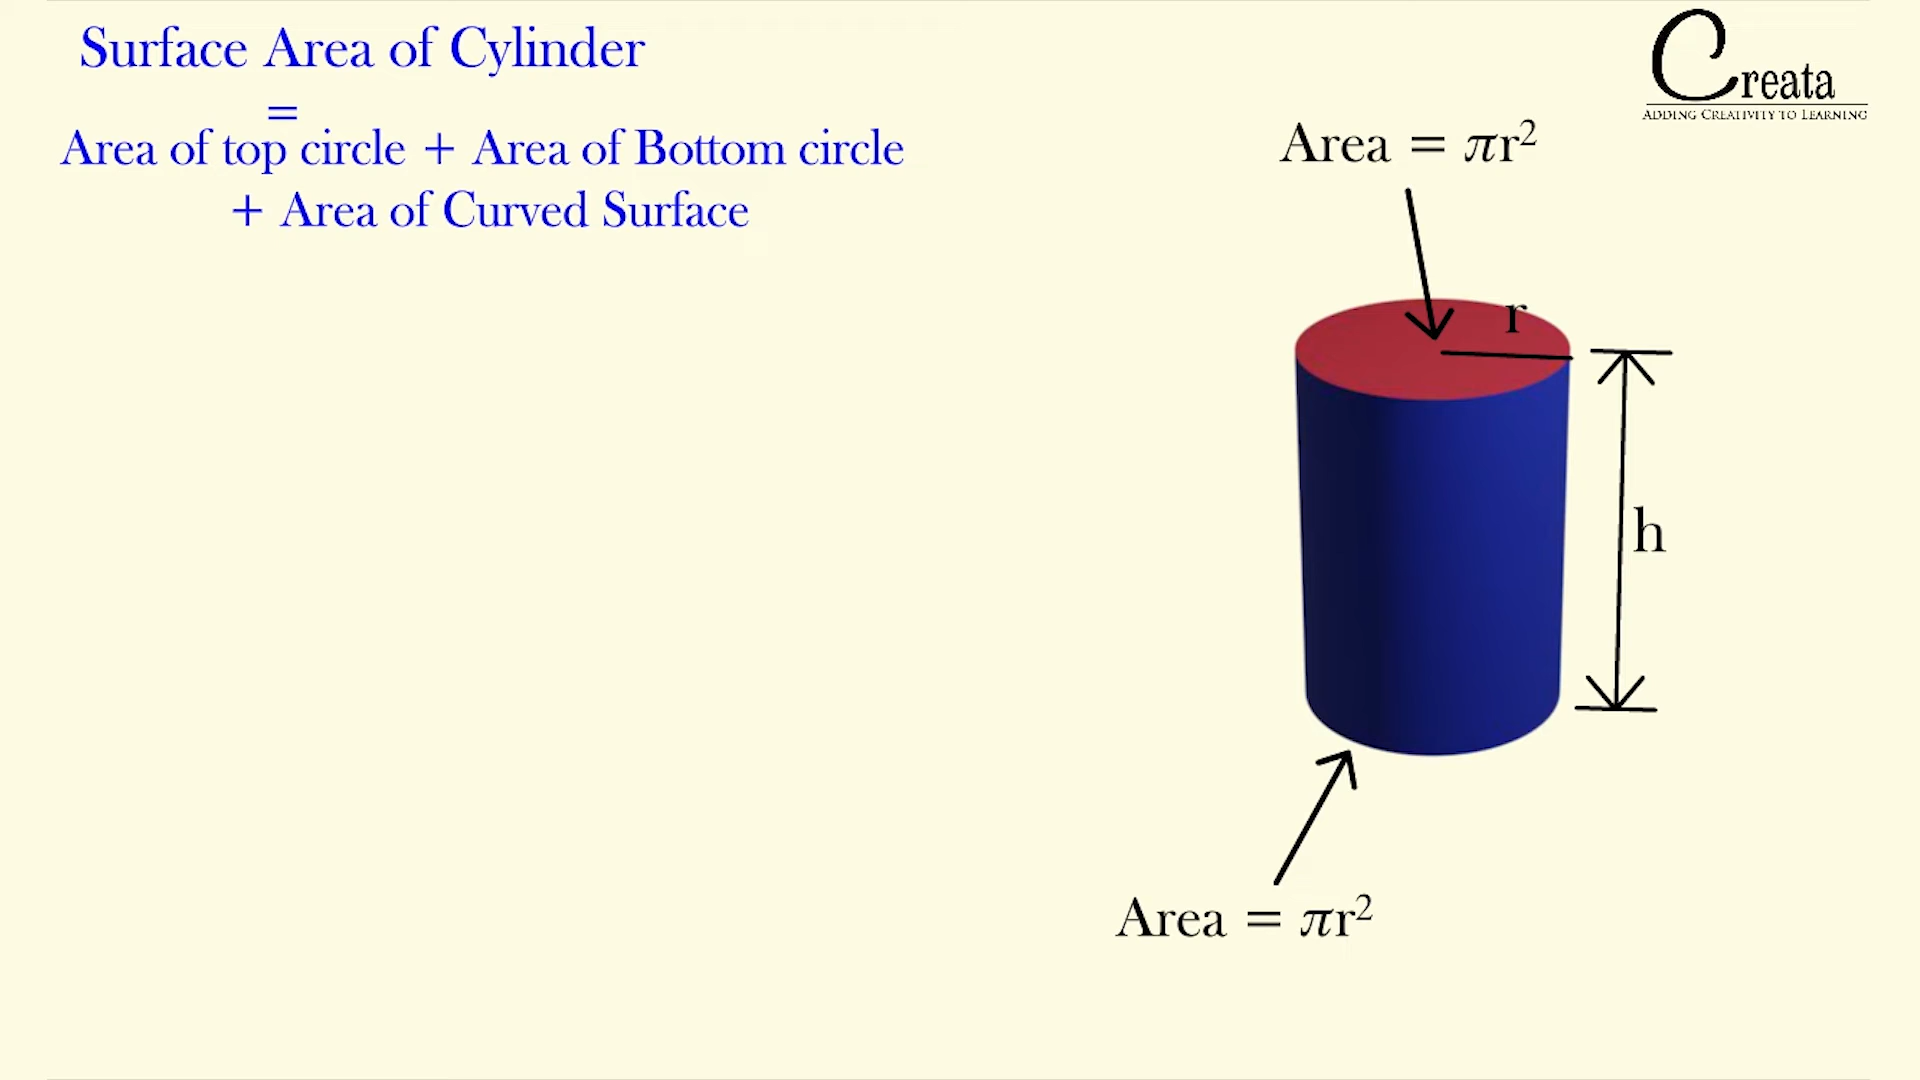 Surface Area of Cylinder
=
Area of top circle + Area of Bottom circle
+ Area of Curved Surface
Creata
Adding Creativity to Learning
Area = πr²
r
h
Area = πr²